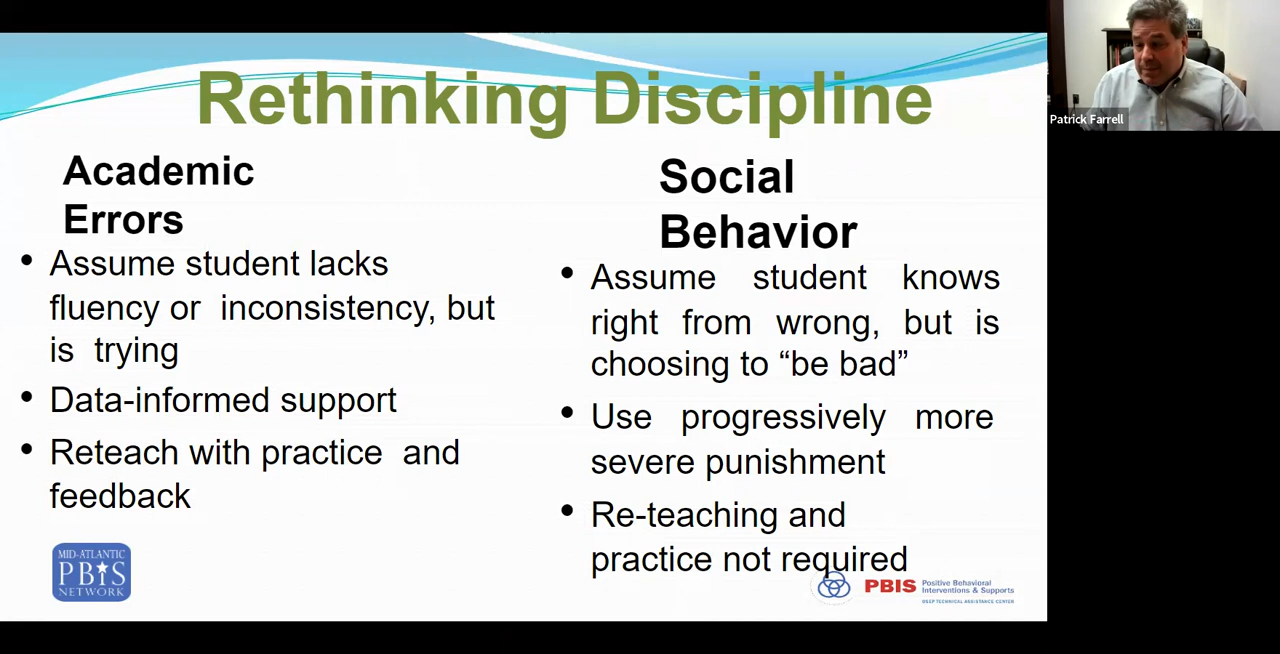 Rethinking Discipline
Academic
Errors
• Assume student lacks
fluency or inconsistency, but
is trying
• Data-informed support
• Reteach with practice and
feedback
Social
Behavior
• Assume student knows
right from wrong, but is
choosing to “be bad”
• Use progressively more
severe punishment
• Re-teaching and
practice not required
MID-ATLANTIC
PBIS
NETWORK
PBIS
Positive Behavioral
Interventions & Supports
OSEP TECHNICAL ASSISTANCE CENTER
Patrick Farrell